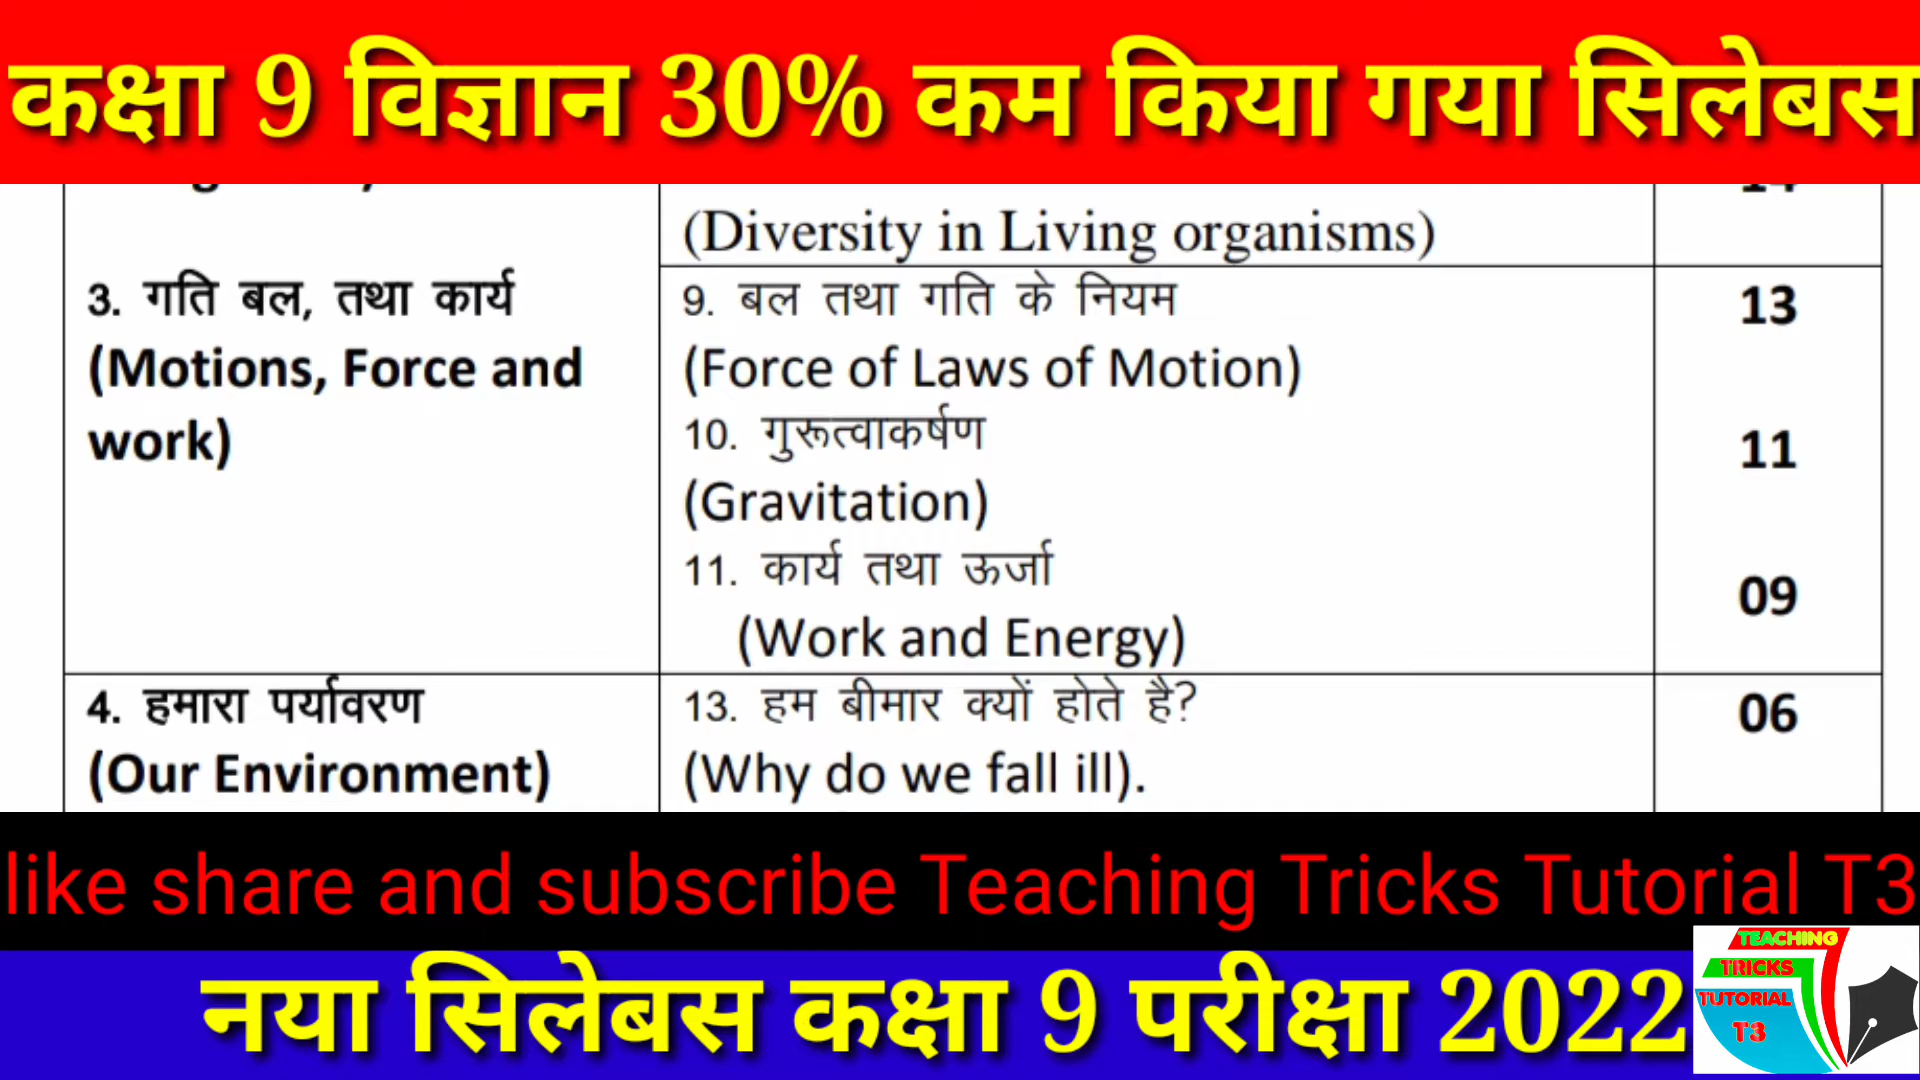 कक्षा 9 विज्ञान 30% कम किया गया सिलेबस
(Diversity in Living organisms)
3. गति बल, तथा कार्य
(Motions, Force and
work)
9. बल तथा गति के नियम
13
(Force of Laws of Motion)
10. गुरूत्वाकर्षण
11
(Gravitation)
11. कार्य तथा ऊर्जा
09
(Work and Energy)
4. हमारा पर्यावरण
(Our Environment)
13. हम बीमार क्यों होते है?
06
(Why do we fall ill).
like share and subscribe Teaching Tricks Tutorial T3
नया सिलेबस कक्षा 9 परीक्षा 2022
TEACHING
TRICKS
TUTORIAL
T3